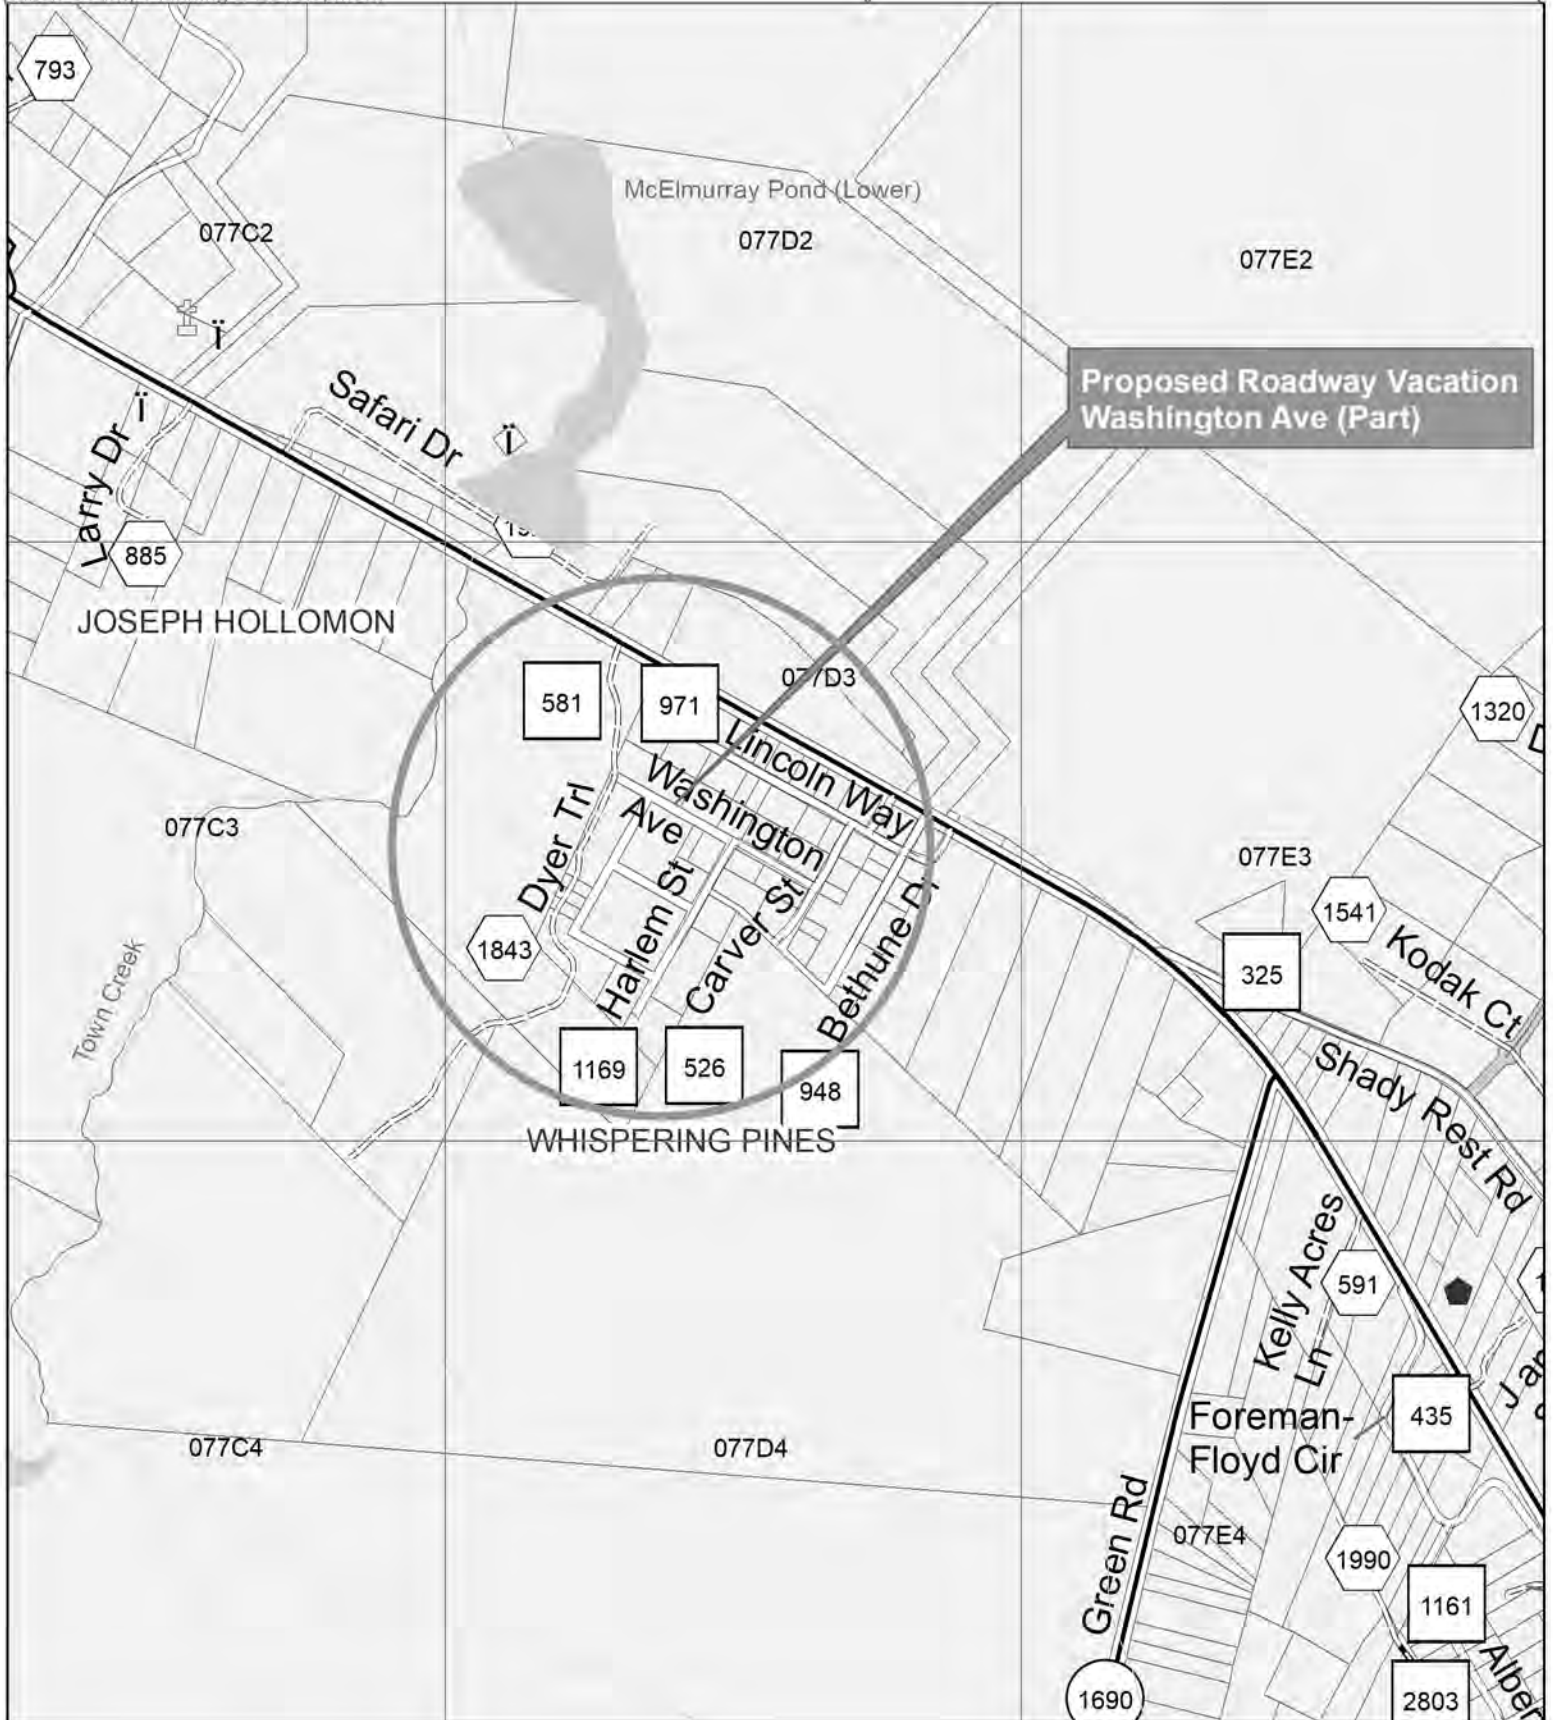 793
McElmurray Pond (Lower)
077C2
077D2
077E2
Proposed Roadway Vacation
Washington Ave (Part)
Safari Dr
Larry Dr
885
JOSEPH HOLLOMON
581
971
077D3
1320
Lincoln Way
Washington
Ave
Dyer Trl
077C3
077E3
1541
Kodak Ct
325
1843
Harlem St
Carver St
Bethune Dr
Town Creek
1169
526
948
Shady Rest Rd
WHISPERING PINES
Kelly Acres
Ln
591
435
Foreman-
Floyd Cir
077C4
077D4
Green Rd
077E4
1990
1161
1690
2803